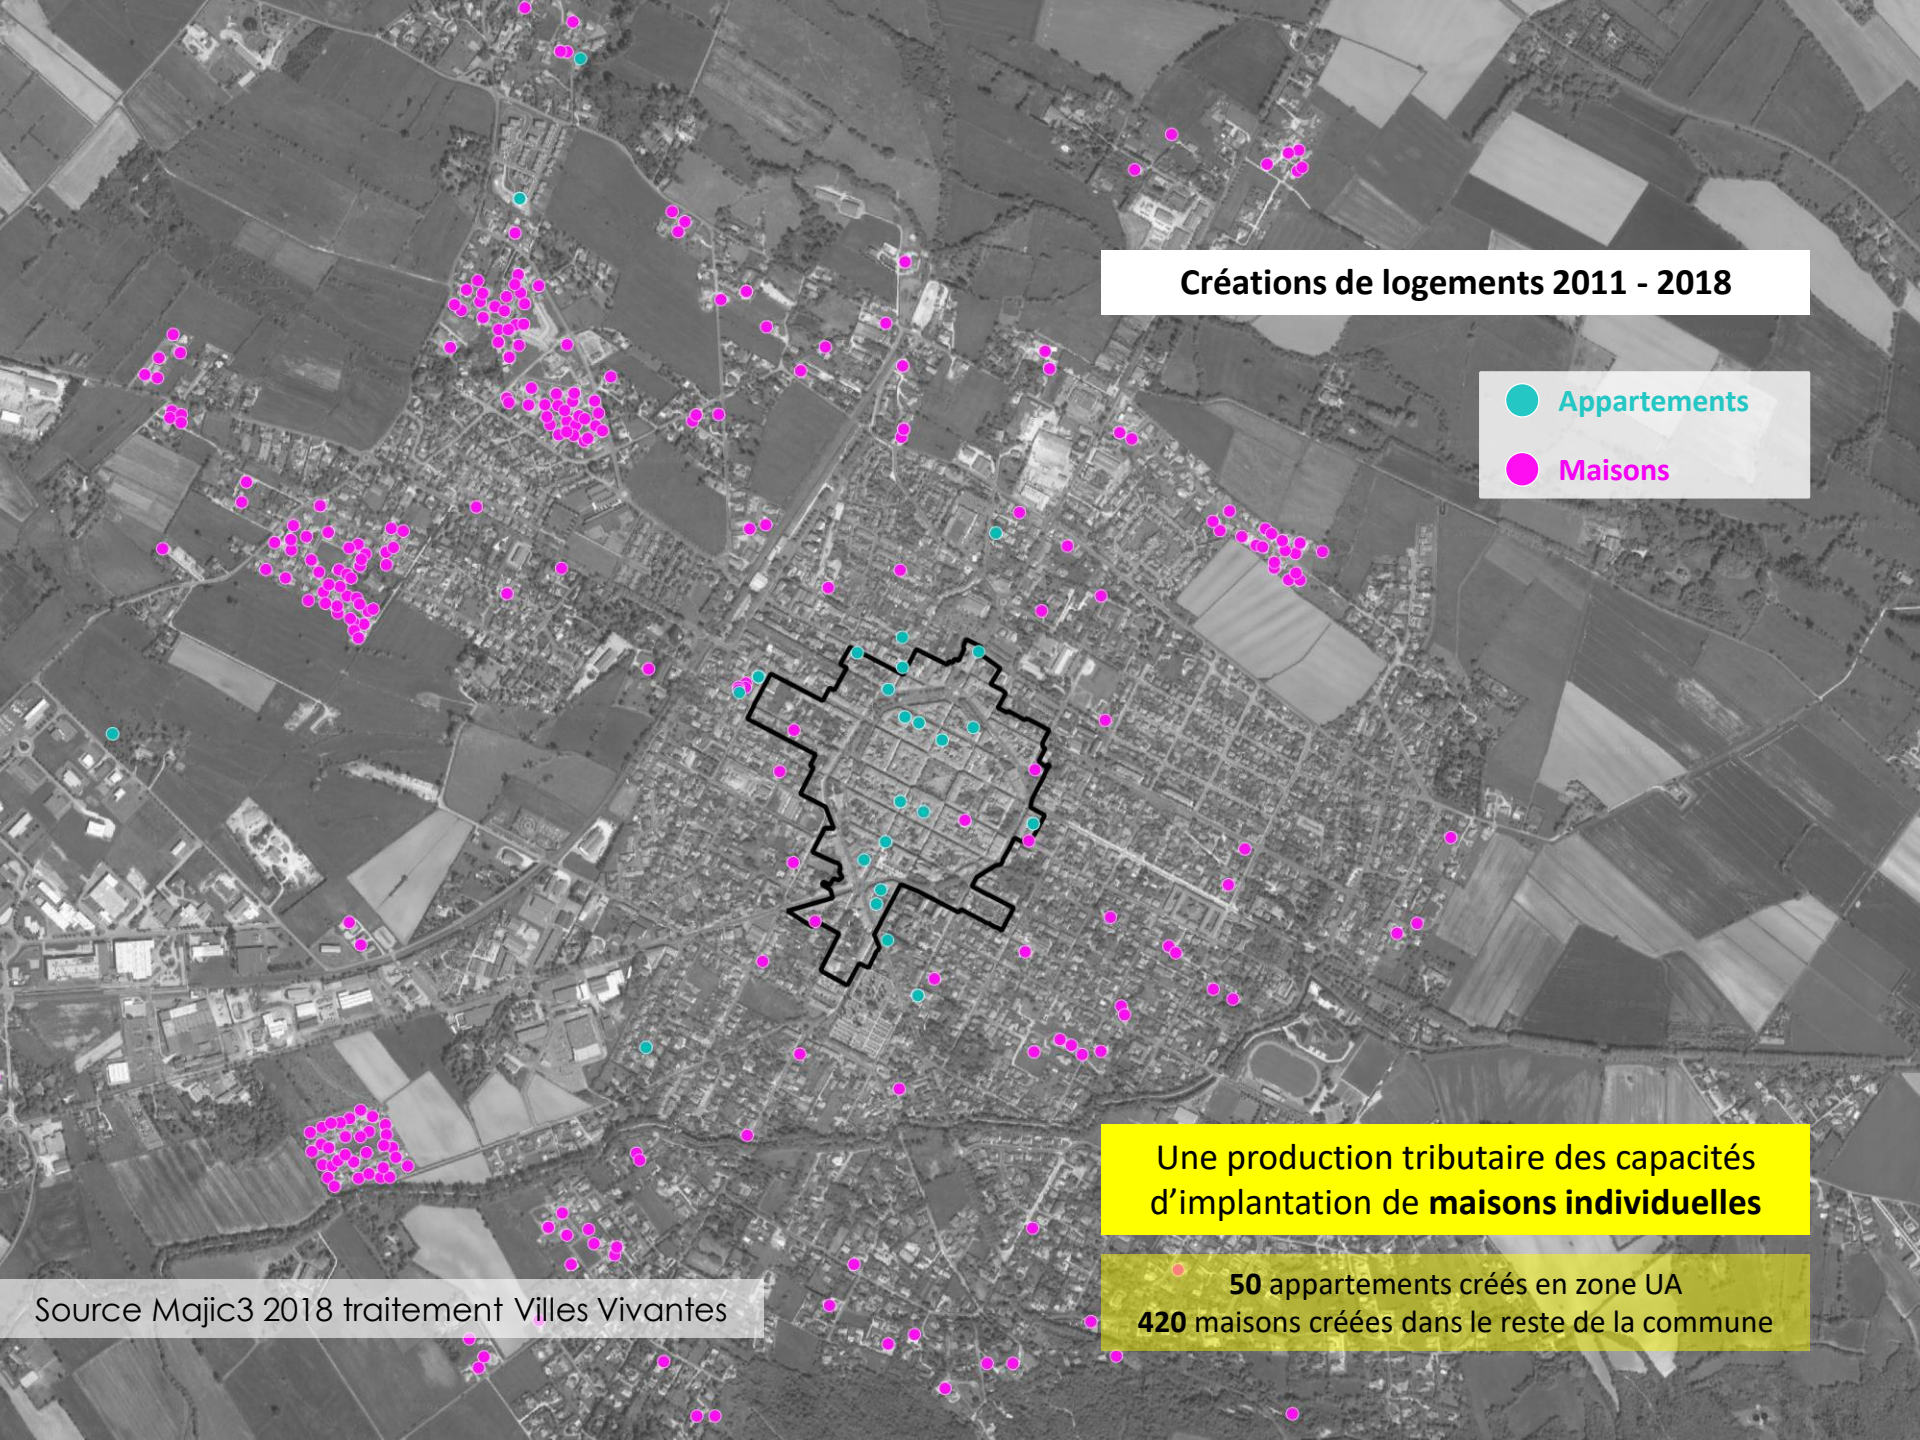 Créations de logements 2011 - 2018
Appartements
Maisons
Une production tributaire des capacités
d’implantation de maisons individuelles
50 appartements créés en zone UA
420 maisons créées dans le reste de la commune
Source Majic3 2018 traitement Villes Vivantes